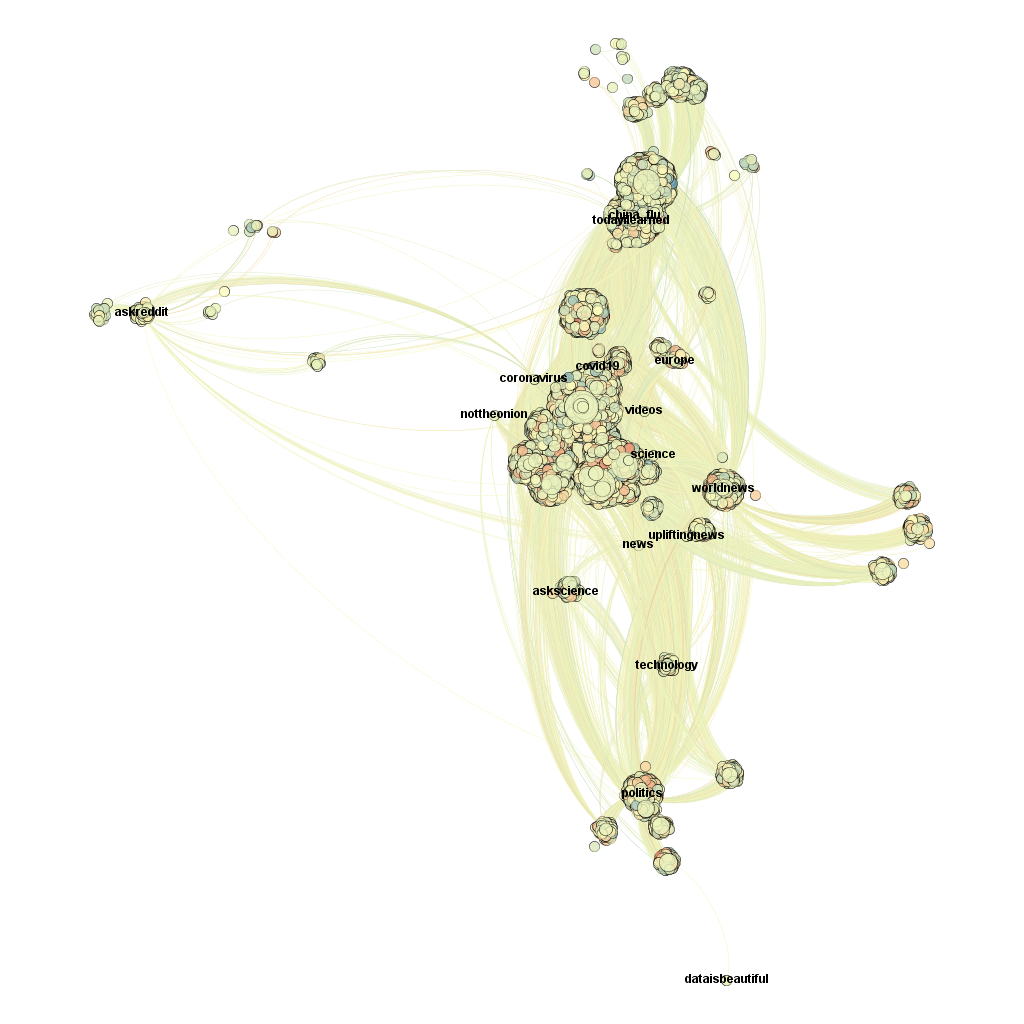 china_flu
todayilearned
askreddit
europe
covid19
coronavirus
videos
nottheonion
science
worldnews
upliftingnews
news
askscience
technology
politics
dataisbeautiful